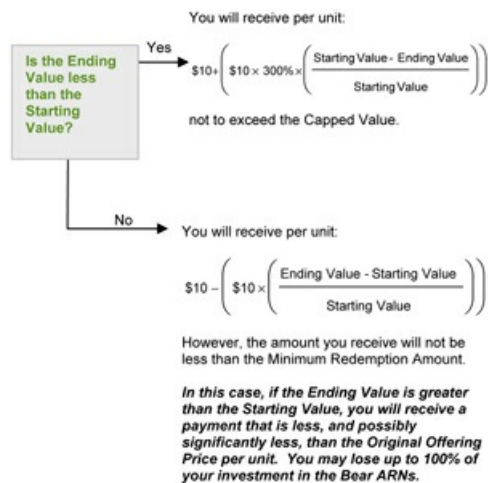 You will receive per unit:
Is the Ending
Value less
than the
Starting
Value?
Yes
$10+ ( $10 × 300% × ( Starting Value - Ending Value
Starting Value ))
not to exceed the Capped Value.
No
You will receive per unit:
$10 – ( $10 × ( Ending Value - Starting Value
Starting Value ))
However, the amount you receive will not be
less than the Minimum Redemption Amount.
In this case, if the Ending Value is greater
than the Starting Value, you will receive a
payment that is less, and possibly
significantly less, than the Original Offering
Price per unit. You may lose up to 100% of
your investment in the Bear ARNs.